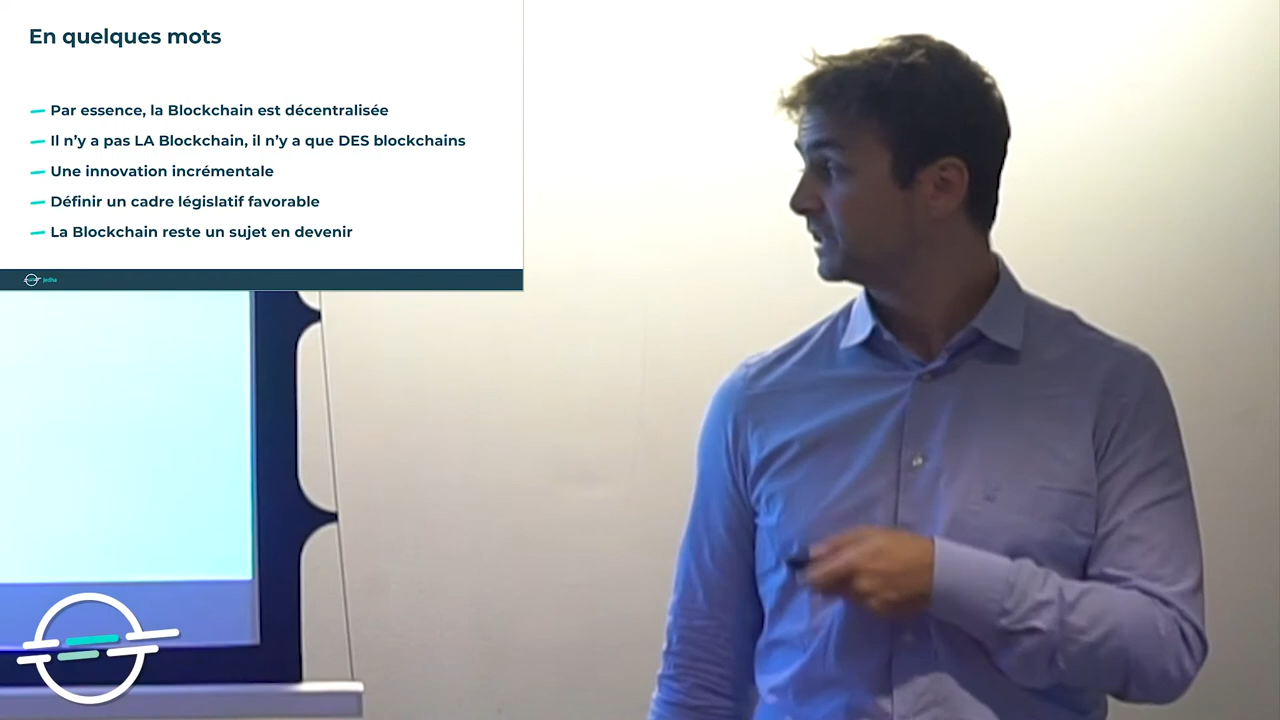 En quelques mots
Par essence, la Blockchain est décentralisée
Il n'y a pas LA Blockchain, il n'y a que DES blockchains
Une innovation incrémentale
Définir un cadre législatif favorable
La Blockchain reste un sujet en devenir
jedha